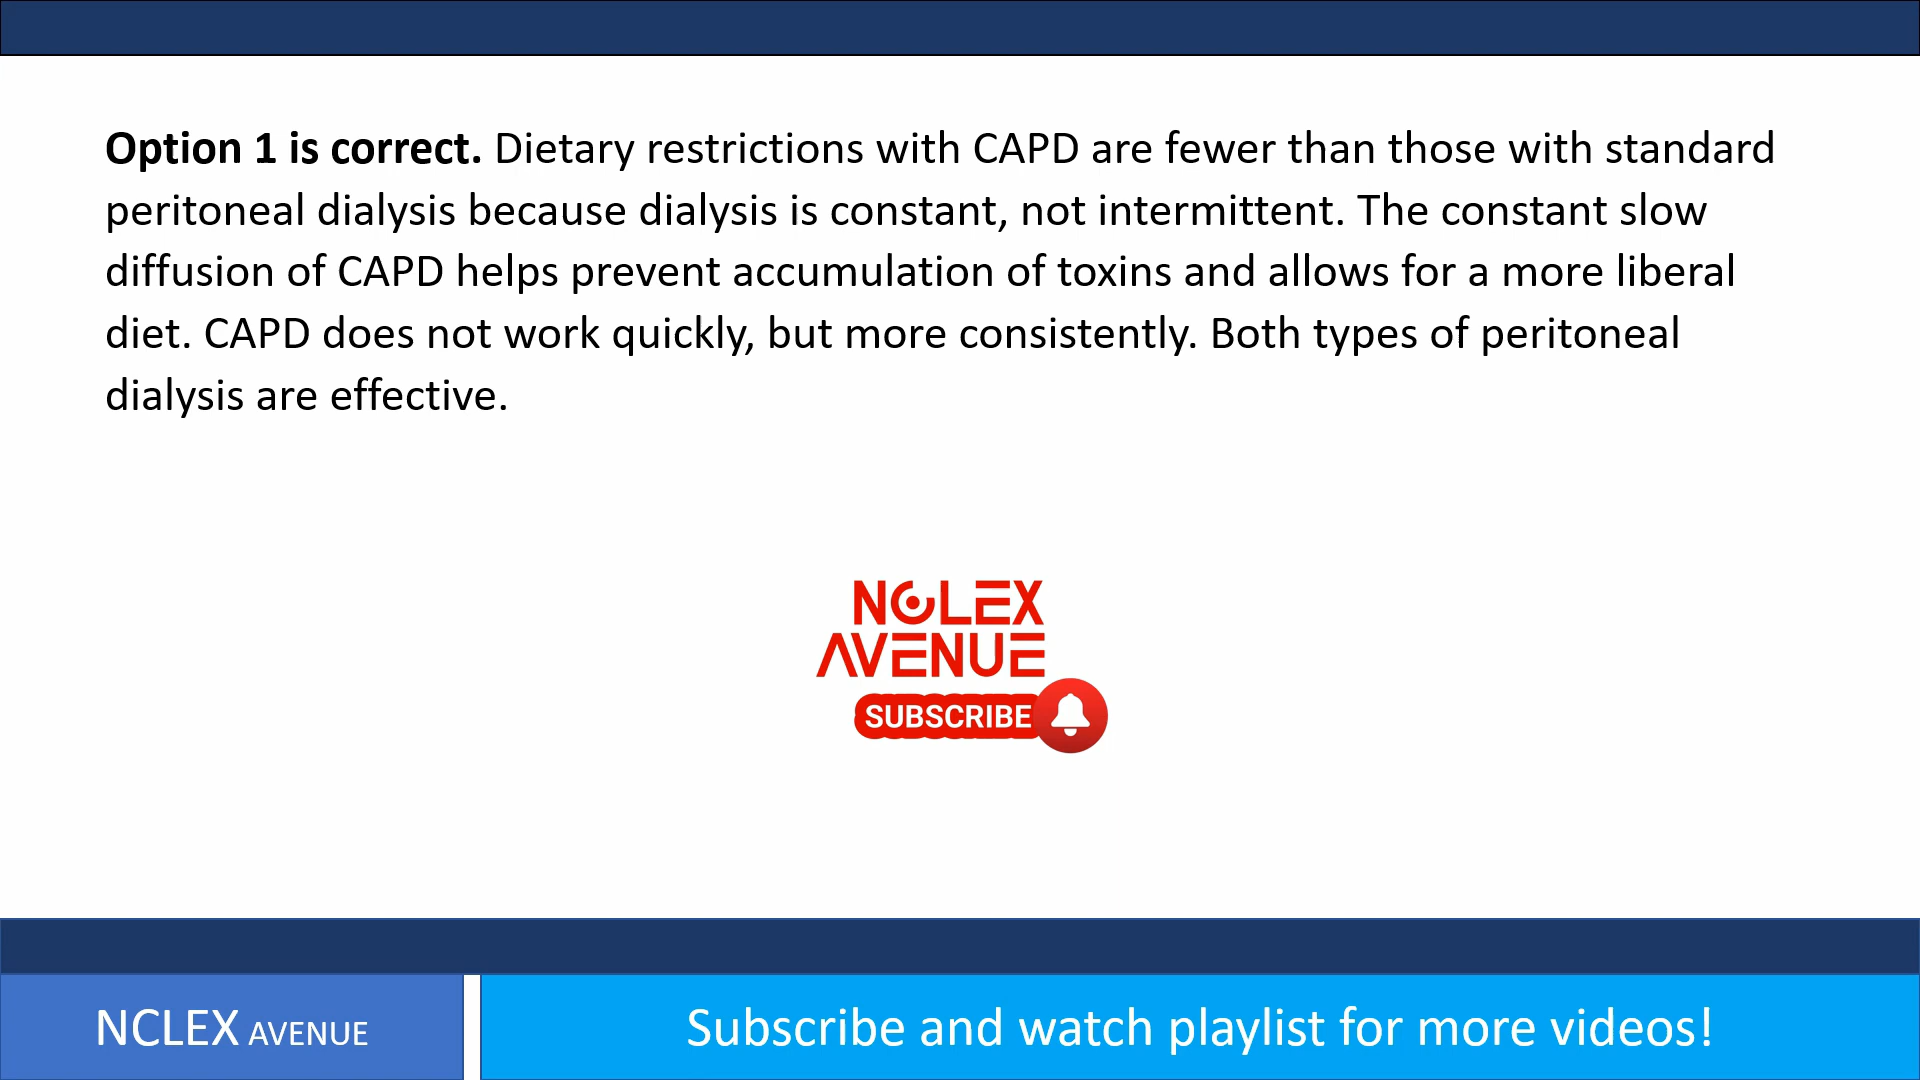 Option 1 is correct. Dietary restrictions with CAPD are fewer than those with standard
peritoneal dialysis because dialysis is constant, not intermittent. The constant slow
diffusion of CAPD helps prevent accumulation of toxins and allows for a more liberal
diet. CAPD does not work quickly, but more consistently. Both types of peritoneal
dialysis are effective.
NCLEX
AVENUE
SUBSCRIBE
NCLEX AVENUE
Subscribe and watch playlist for more videos!